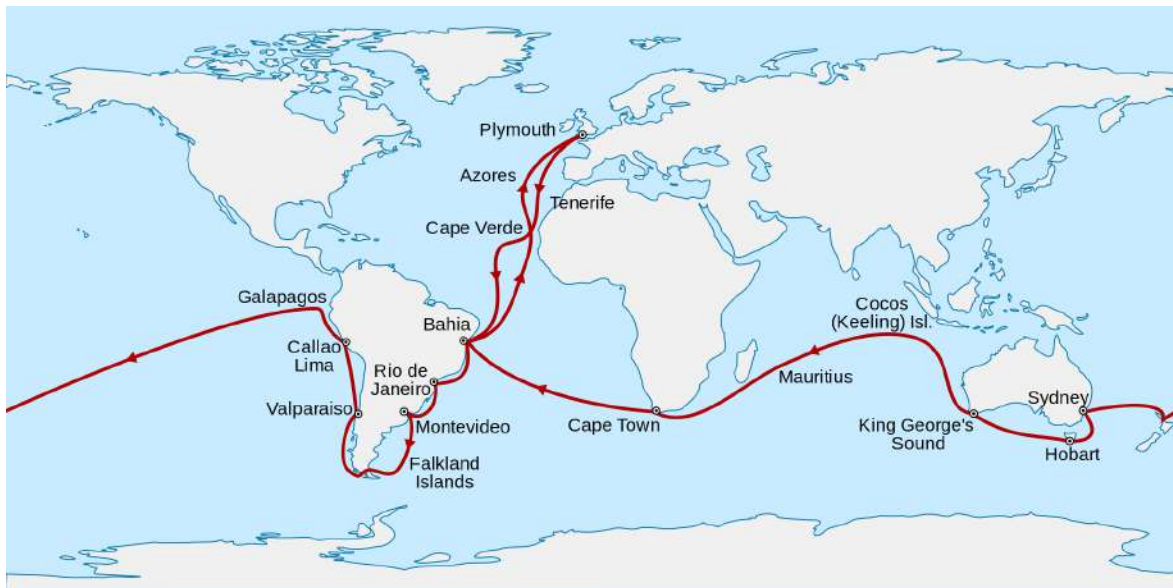 Plymouth
Azores
Tenerife
Cape Verde
Galapagos
Cocos
(Keeling) Isl.
Bahia
Callao
Lima
Rio de
Janeiro
Mauritius
Sydney
Valparaiso
Montevideo
Cape Town
King George's
Sound
Hobart
Falkland
Islands